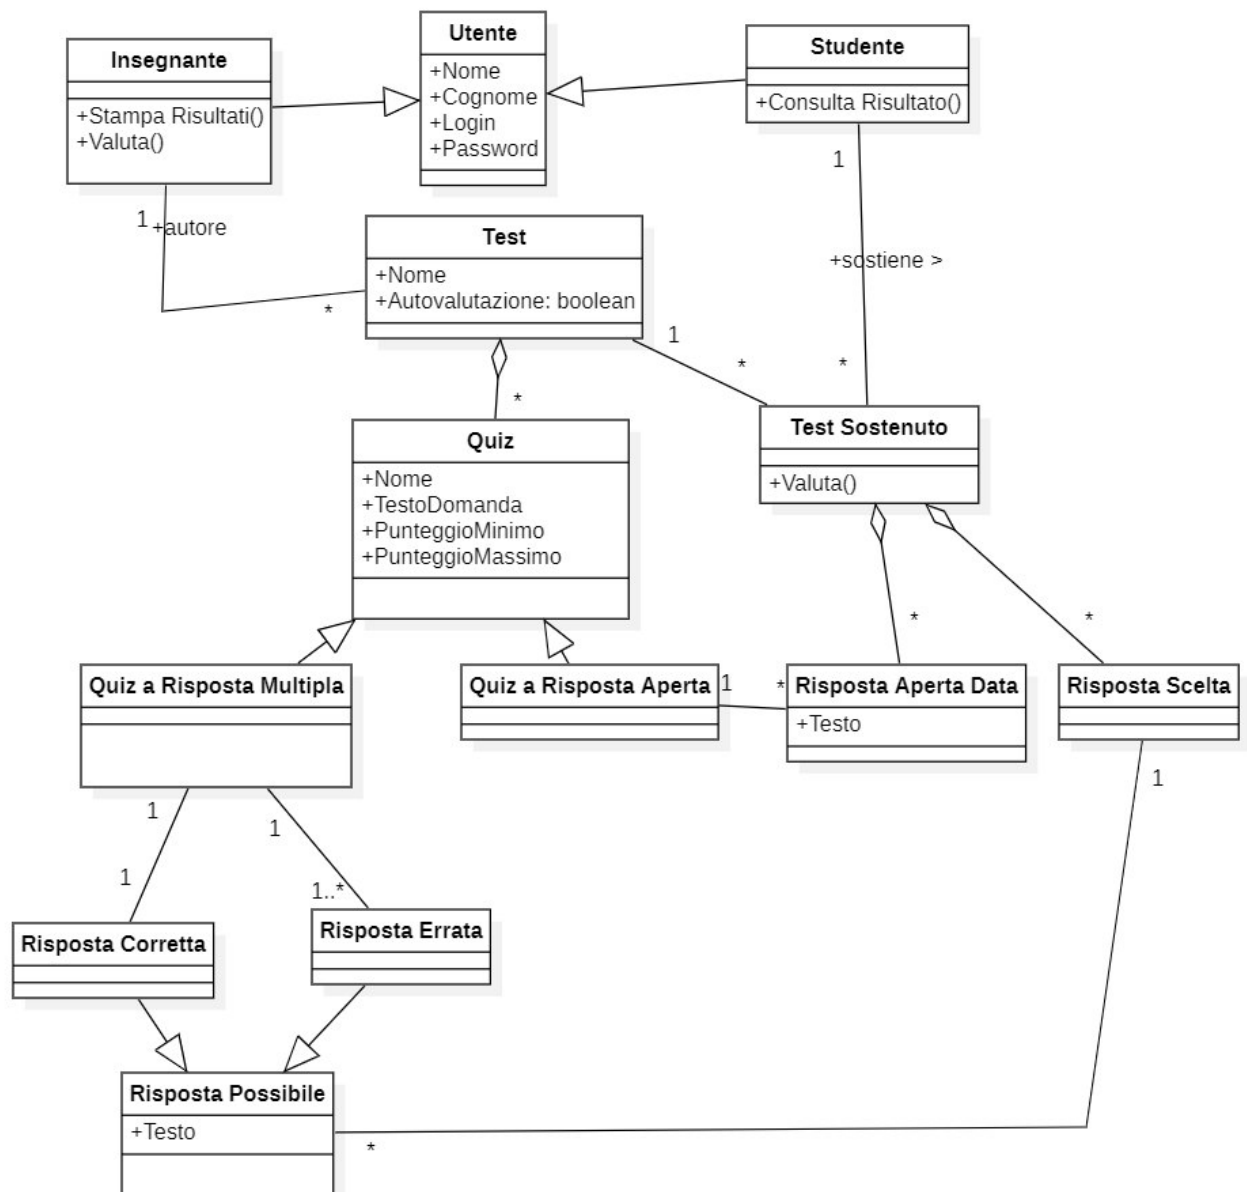 Insegnante
+Stampa Risultati()
+Valuta()
Utente
+Nome
+Cognome
+Login
+Password
Studente
+Consulta Risultato()
1
+autore
*
1
+sostiene >
*
Test
+Nome
+Autovalutazione: boolean
1
*
*
Quiz
+Nome
+TestoDomanda
+PunteggioMinimo
+PunteggioMassimo
Test Sostenuto
+Valuta()
*
*
Quiz a Risposta Multipla
Quiz a Risposta Aperta
1
*
Risposta Aperta Data
+Testo
Risposta Scelta
1
1
1
1
1..*
Risposta Corretta
Risposta Errata
Risposta Possibile
+Testo
*